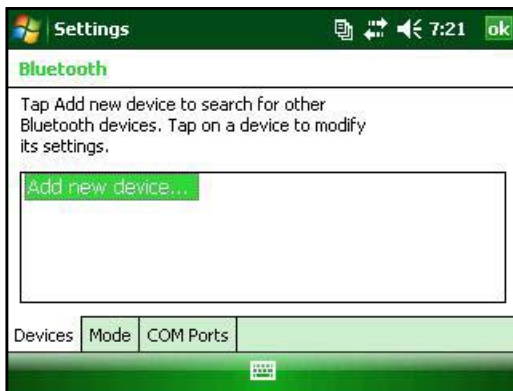 Settings 7:21 ok
Bluetooth
Tap Add new device to search for other
Bluetooth devices. Tap on a device to modify
its settings.
Add new device...
Devices Mode COM Ports